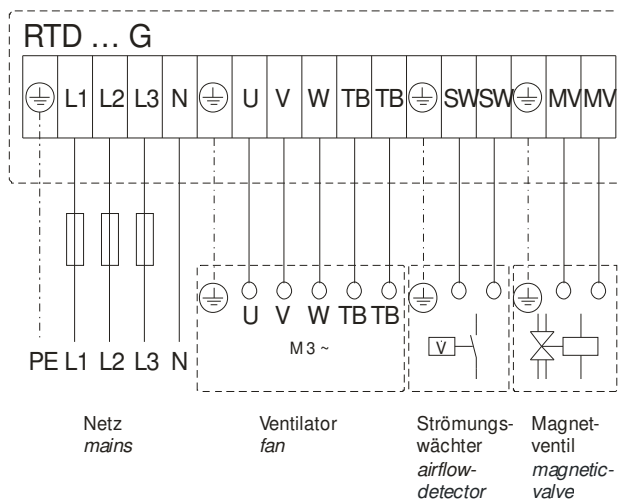 RTD ... G
L1 L2 L3 N U V W TB TB SW SW MV MV
U V W TB TB
M 3 ~
V̇
PE L1 L2 L3 N
Netz
mains
Ventilator
fan
Strömungs-
wächter
airflow-
detector
Magnet-
ventil
magnetic-
valve